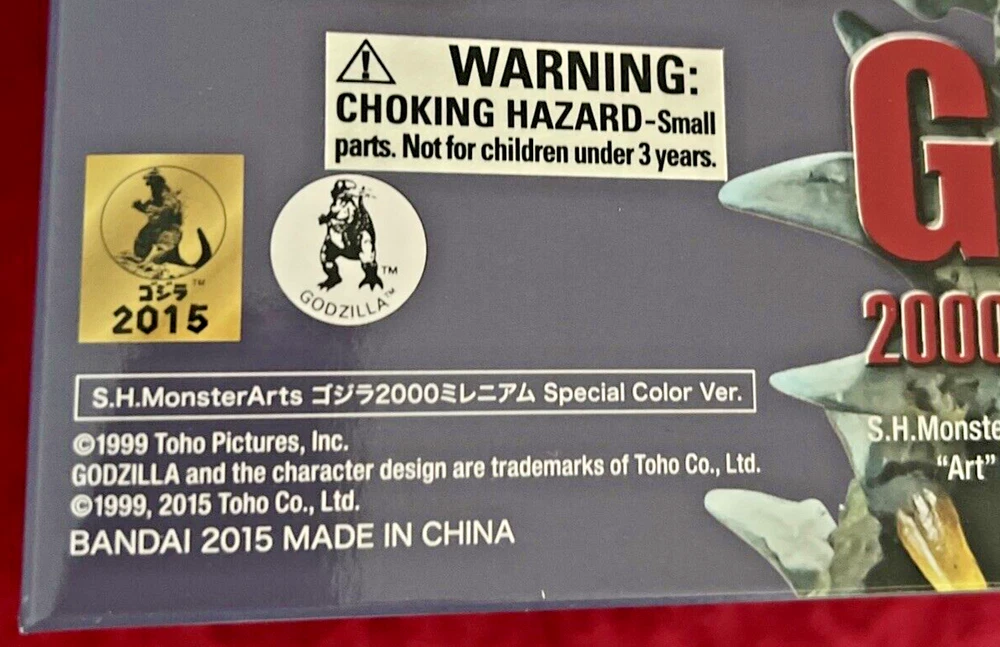 WARNING:
CHOKING HAZARD-Small
parts. Not for children under 3 years.
G
ゴジラ™
2015
TM
GODZILLA™
2000
S.H.MonsterArts ゴジラ2000ミレニアム Special Color Ver.
S.H.Monste
"Art"
©1999 Toho Pictures, Inc.
GODZILLA and the character design are trademarks of Toho Co., Ltd.
©1999, 2015 Toho Co., Ltd.
BANDAI 2015 MADE IN CHINA